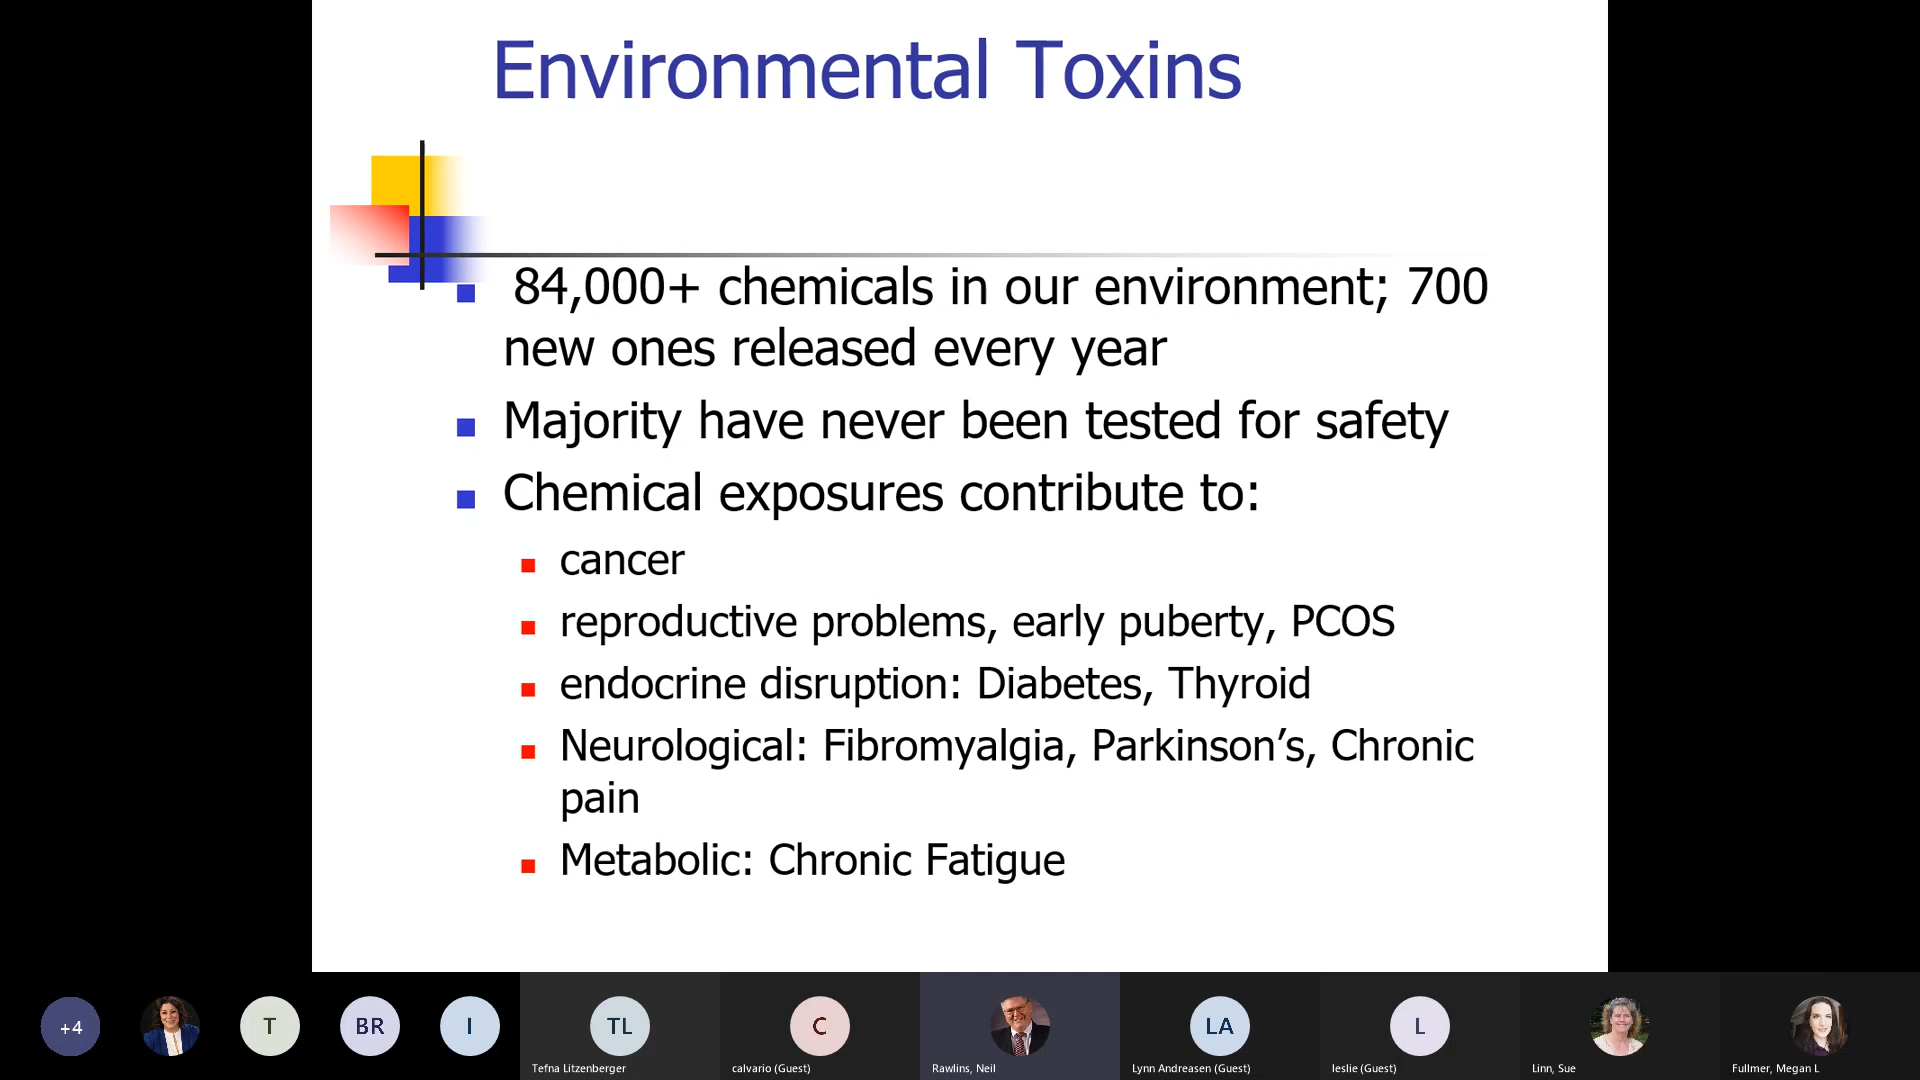 Environmental Toxins
84,000+ chemicals in our environment; 700
new ones released every year
Majority have never been tested for safety
Chemical exposures contribute to:
cancer
reproductive problems, early puberty, PCOS
endocrine disruption: Diabetes, Thyroid
Neurological: Fibromyalgia, Parkinson’s, Chronic
pain
Metabolic: Chronic Fatigue
+4
T
BR
I
TL
C
LA
L
Tefna Litzenberger
calvario (Guest)
Rawlins, Neil
Lynn Andreasen (Guest)
leslie (Guest)
Linn, Sue
Fullmer, Megan L